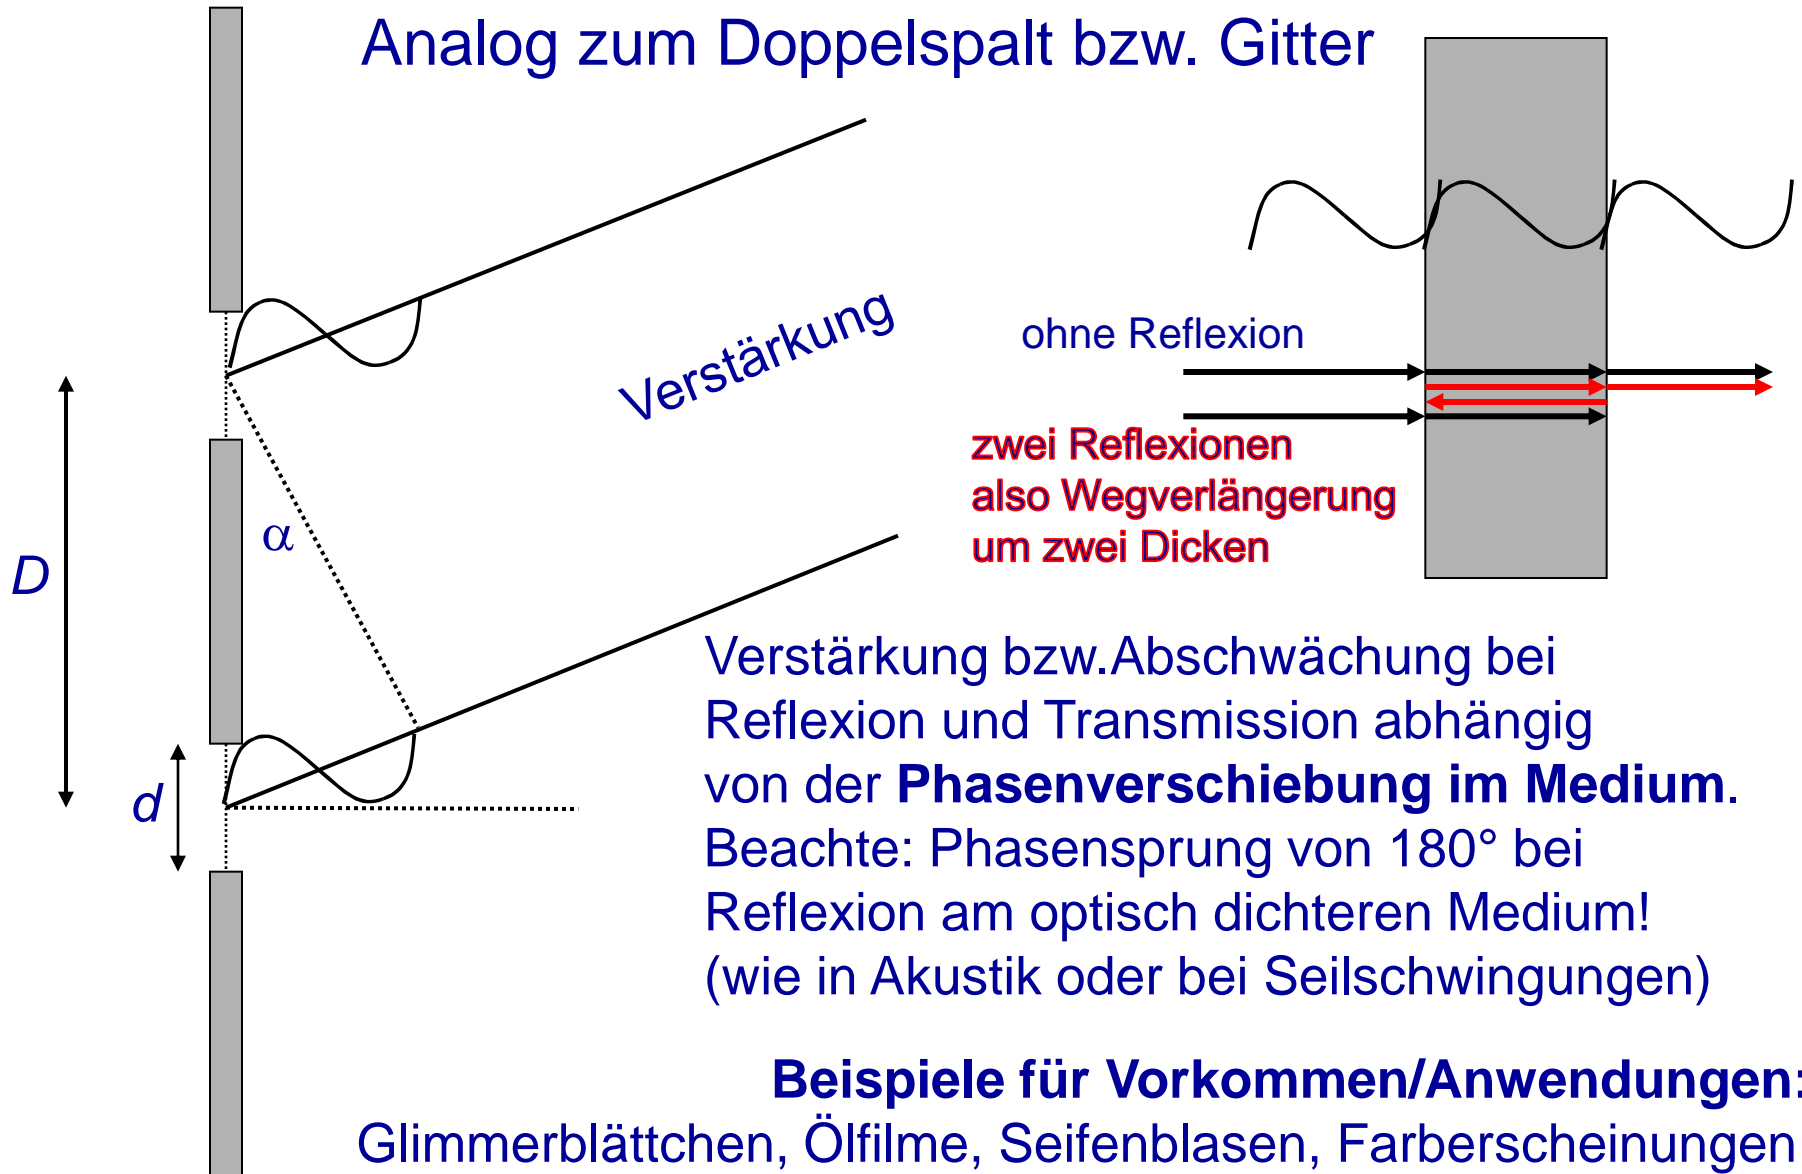 Analog zum Doppelspalt bzw. Gitter
Verstärkung
ohne Reflexion
zwei Reflexionen
also Wegverlängerung
um zwei Dicken
α
D
d
Verstärkung bzw.Abschwächung bei
Reflexion und Transmission abhängig
von der Phasenverschiebung im Medium.
Beachte: Phasensprung von 180° bei
Reflexion am optisch dichteren Medium!
(wie in Akustik oder bei Seilschwingungen)
Beispiele für Vorkommen/Anwendungen:
Glimmerblättchen, Ölfilme, Seifenblasen, Farberscheinungen